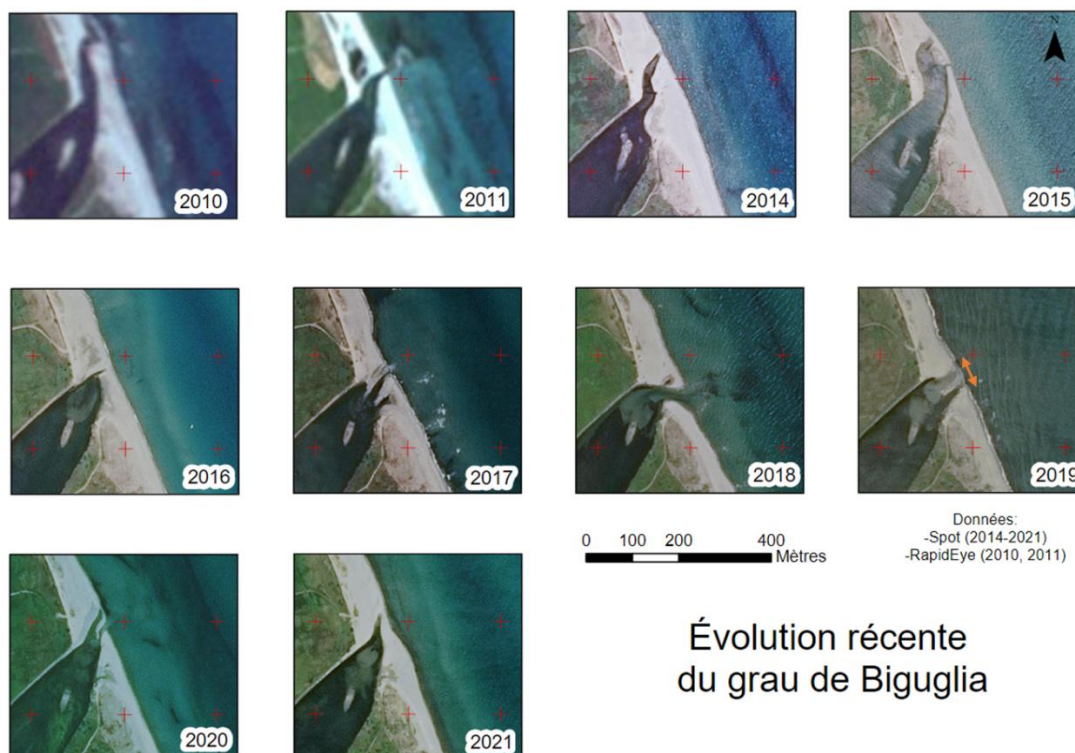 2010
2011
2014
N
2015
2016
2017
2018
2019
0 100 200 400
Mètres
Données:
-Spot (2014-2021)
-RapidEye (2010, 2011)
2020
2021
Évolution récente
du grau de Biguglia